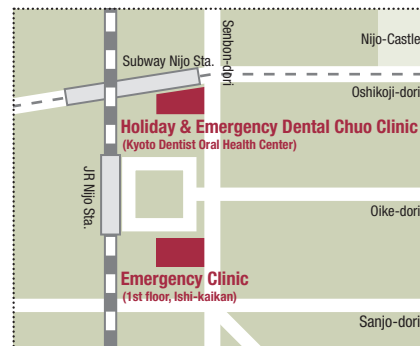 Nijo-Castle
Senbon-dori
Subway Nijo Sta.
Oshikoji-dori
Holiday & Emergency Dental Chuo Clinic
(Kyoto Dentist Oral Health Center)
JR Nijo Sta.
Oike-dori
Emergency Clinic
(1st floor, Ishi-kaikan)
Sanjo-dori